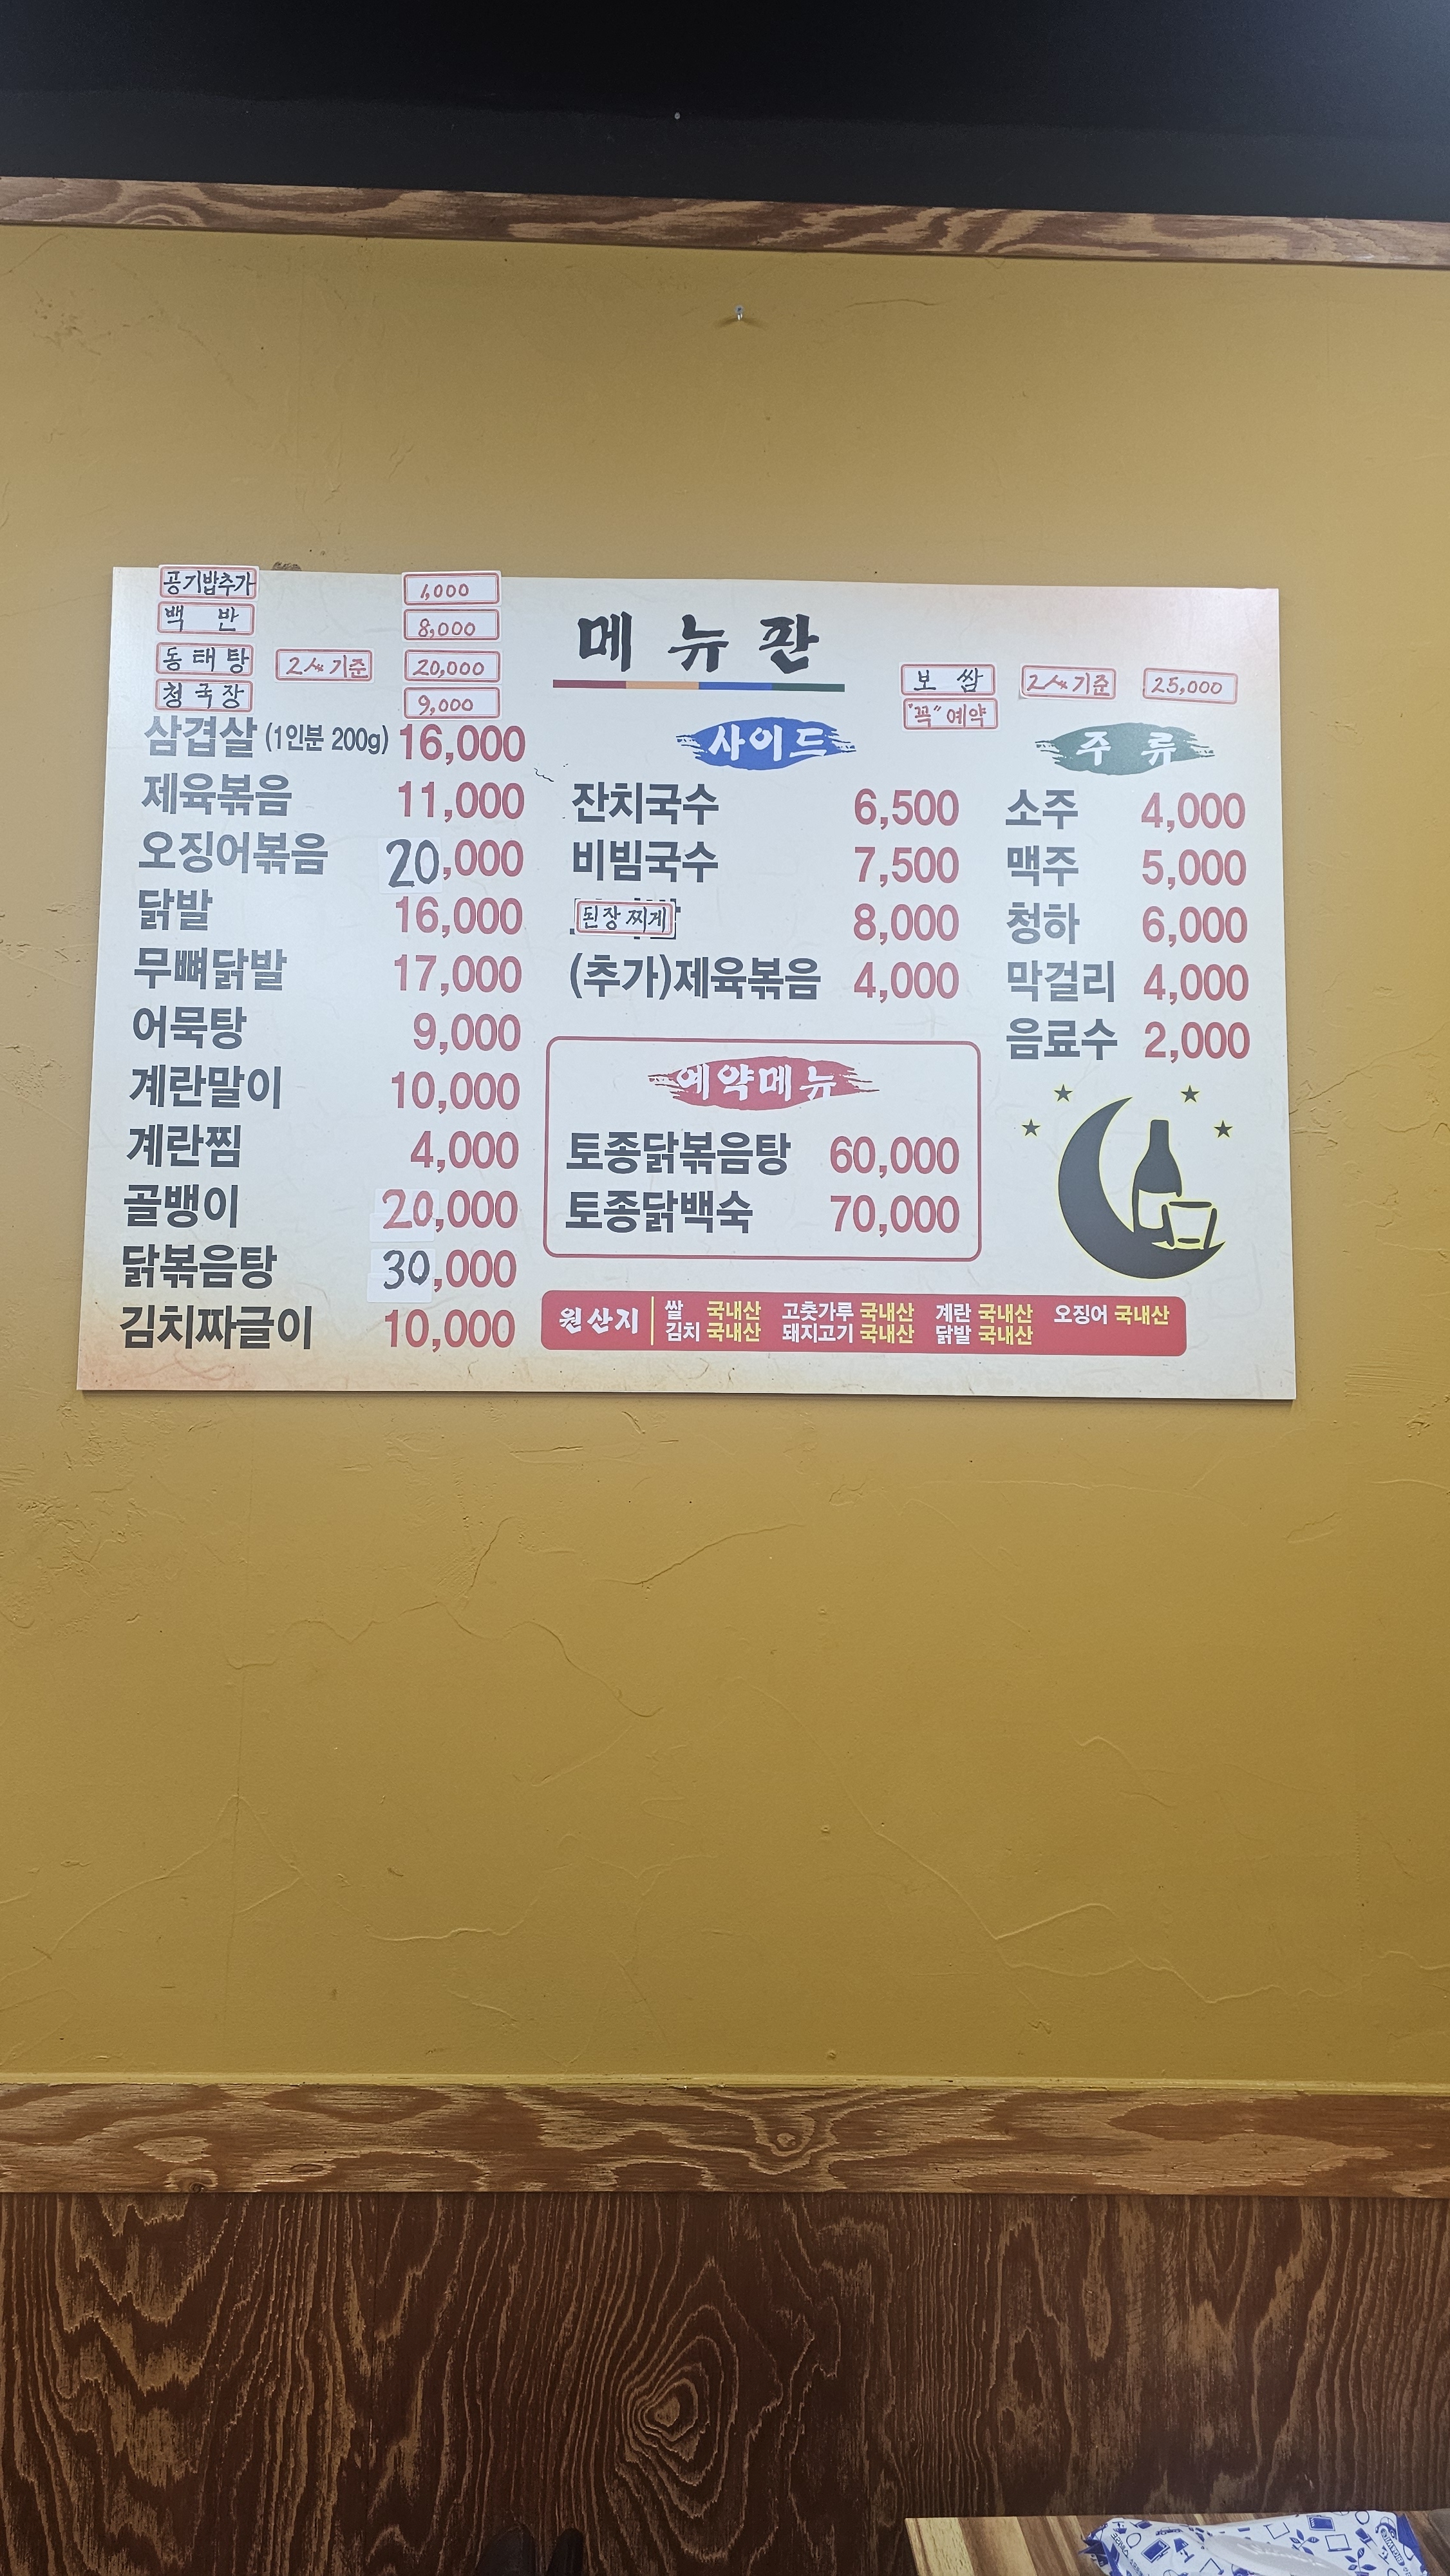 메뉴판
공기밥추가 1,000
백반 8,000
동태탕 2人기준 20,000
청국장 9,000
삼겹살 (1인분 200g) 16,000
제육볶음 11,000
오징어볶음 20,000
닭발 16,000
무뼈닭발 17,000
어묵탕 9,000
계란말이 10,000
계란찜 4,000
골뱅이 20,000
닭볶음탕 30,000
김치짜글이 10,000
사이드
잔치국수 6,500
비빔국수 7,500
된장찌게 8,000
(추가)제육볶음 4,000
예약메뉴
토종닭볶음탕 60,000
토종닭백숙 70,000
보쌈 2人기준 25,000
"꼭"예약
주류
소주 4,000
맥주 5,000
청하 6,000
막걸리 4,000
음료수 2,000
원산지
쌀 국내산 고춧가루 국내산 계란 국내산 오징어 국내산
김치 국내산 돼지고기 국내산 닭발 국내산